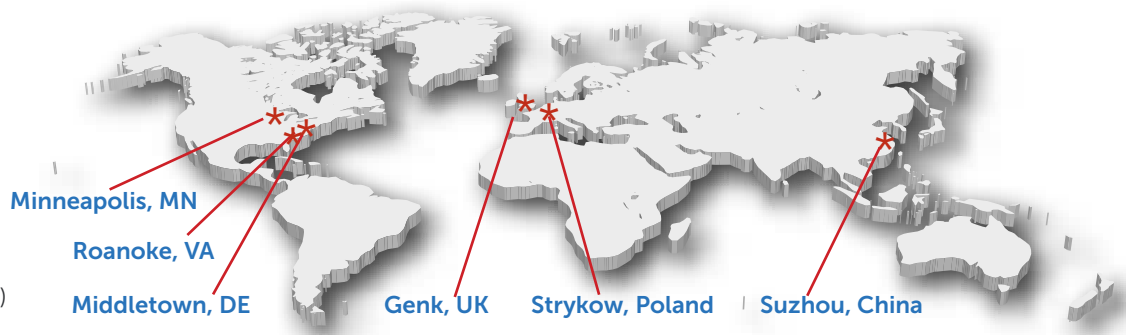 Minneapolis, MN
Roanoke, VA
)
Middletown, DE
Genk, UK
Strykow, Poland
Suzhou, China